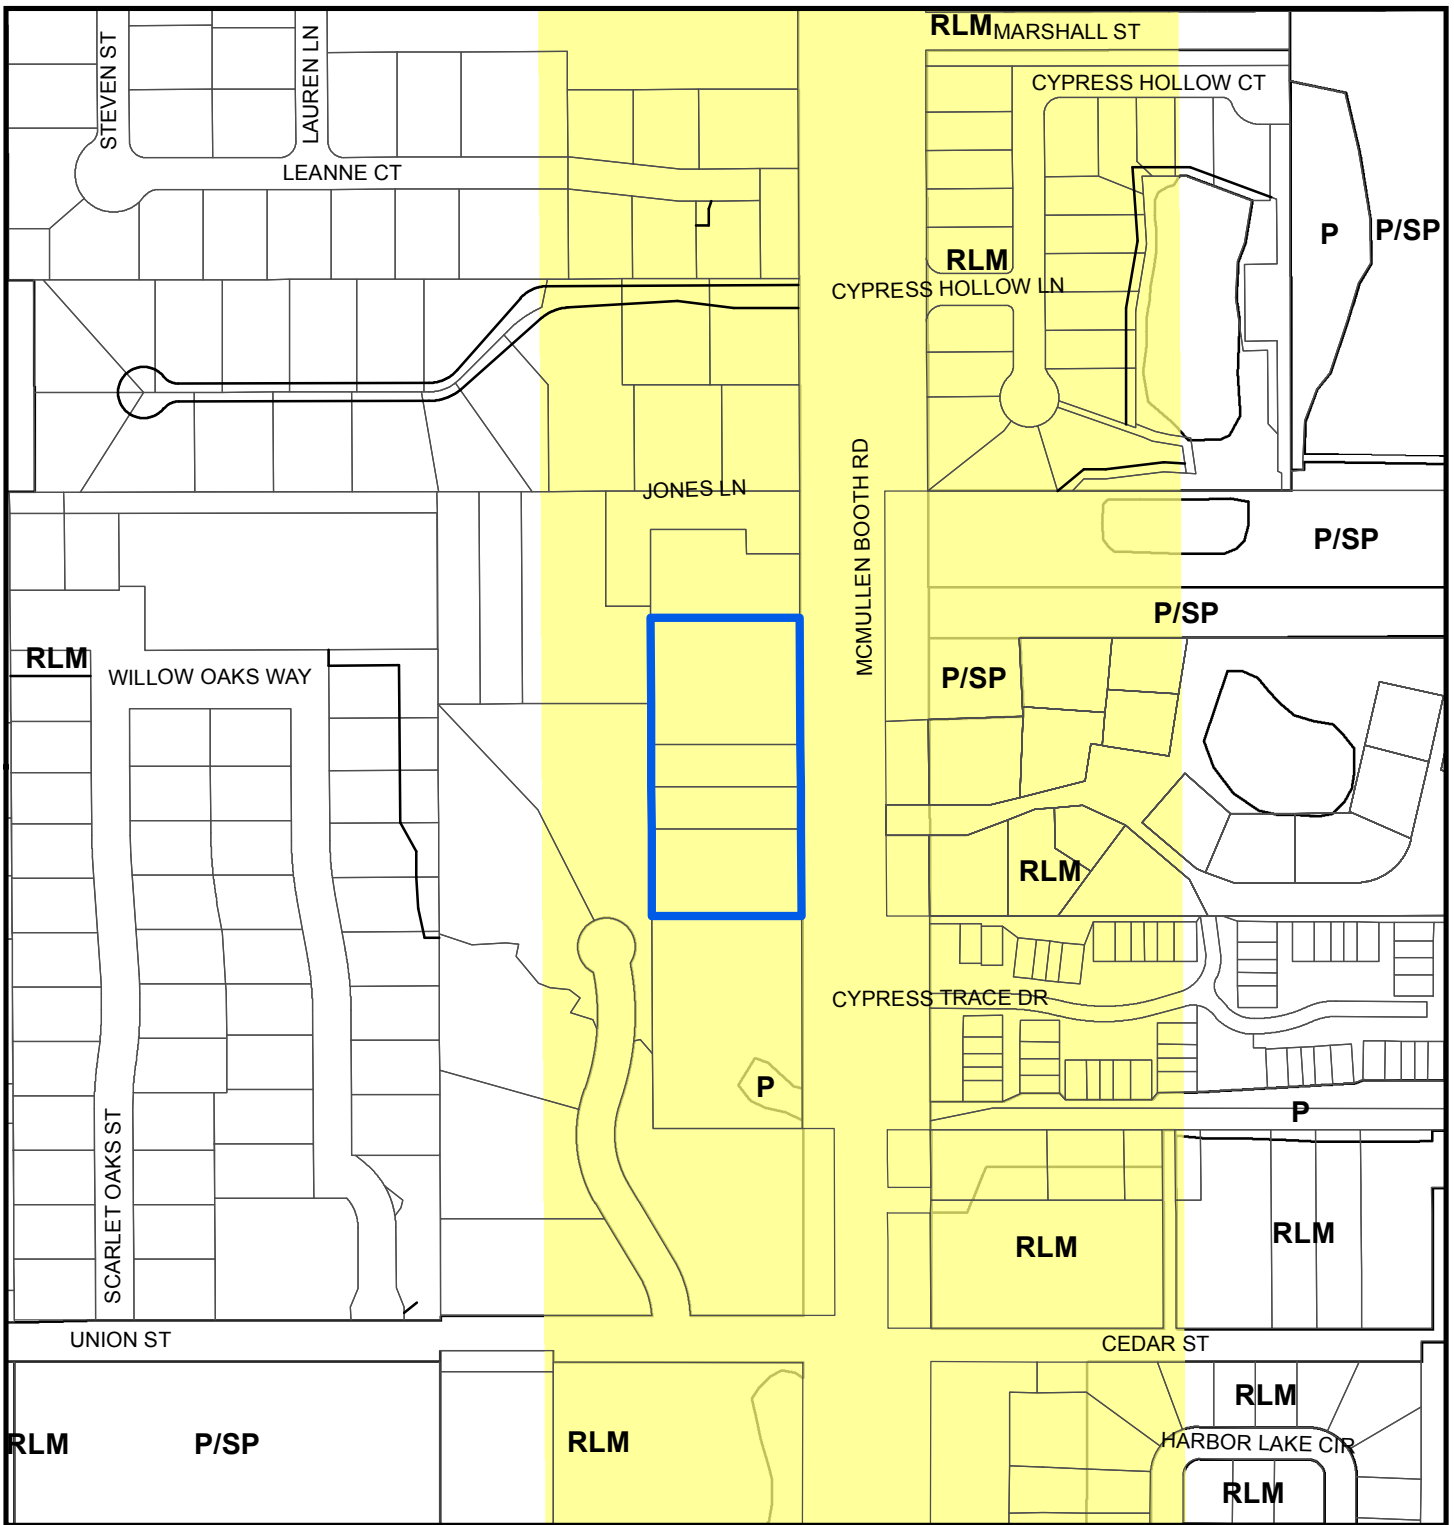 RLM
MARSHALL ST
STEVEN ST
LAUREN LN
CYPRESS HOLLOW CT
LEANNE CT
P
P/SP
RLM
CYPRESS HOLLOW LN
JONES LN
MCMULLEN BOOTH RD
P/SP
P/SP
RLM
WILLOW OAKS WAY
P/SP
RLM
CYPRESS TRACE DR
P
P
SCARLET OAKS ST
RLM
RLM
UNION ST
CEDAR ST
RLM
RLM
P/SP
RLM
HARBOR LAKE CIR
RLM